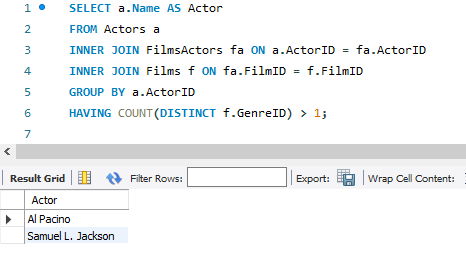 1 SELECT a.Name AS Actor
2 FROM Actors a
3 INNER JOIN FilmsActors fa ON a.ActorID = fa.ActorID
4 INNER JOIN Films f ON fa.FilmID = f.FilmID
5 GROUP BY a.ActorID
6 HAVING COUNT(DISTINCT f.GenreID) > 1;
7
Result Grid Filter Rows: Export: Wrap Cell Content:
Actor
Al Pacino
Samuel L. Jackson